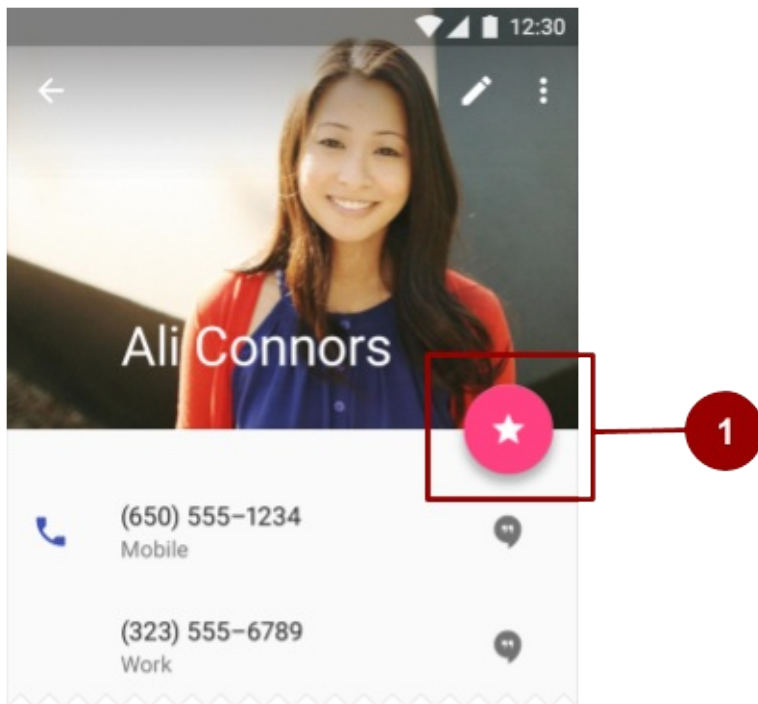 12:30
Ali Connors
1
(650) 555-1234
Mobile
(323) 555-6789
Work